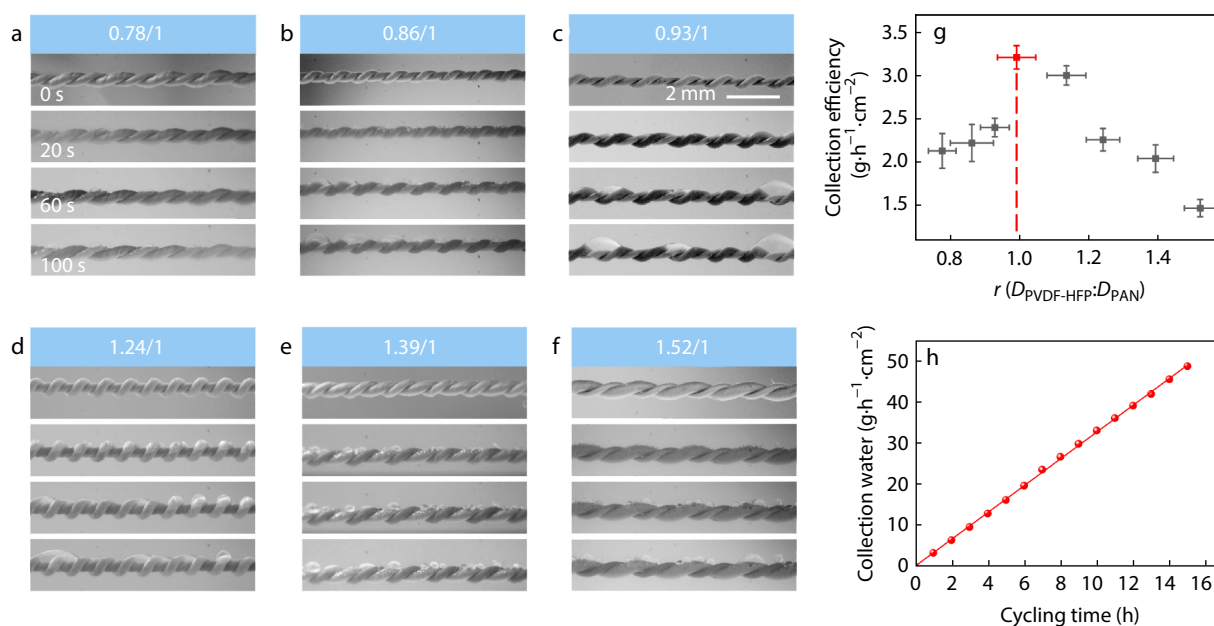 a
0.78/1
0 s
20 s
60 s
100 s
b
0.86/1
c
0.93/1
2 mm
d
1.24/1
e
1.39/1
f
1.52/1
g
Collection efficiency
(g·h⁻¹·cm⁻²)
3.5
3.0
2.5
2.0
1.5
0.8 1.0 1.2 1.4
r (D_PVDF-HFP:D_PAN)
h
Collection water (g·h⁻¹·cm⁻²)
50
40
30
20
10
0
0 2 4 6 8 10 12 14 16
Cycling time (h)